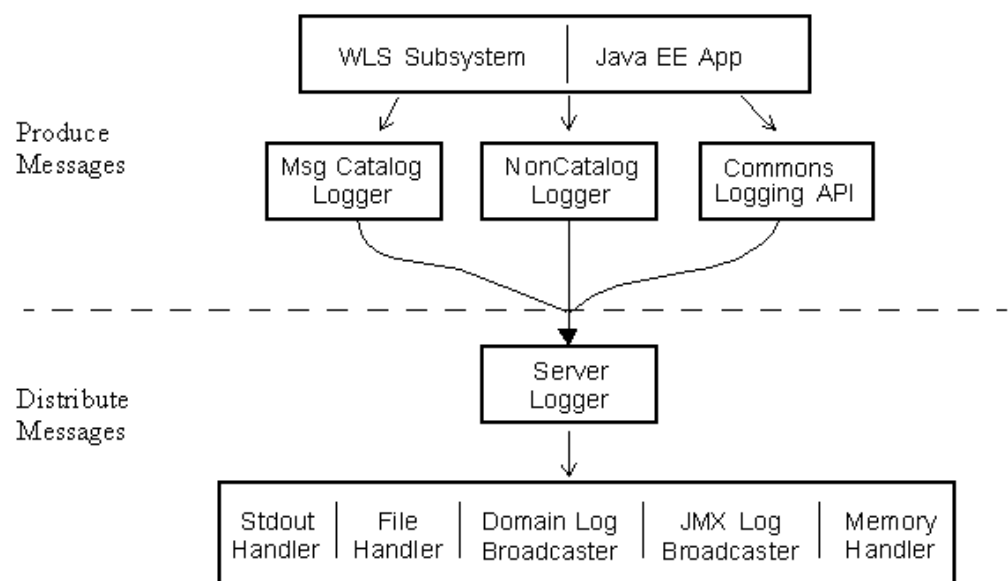 WLS Subsystem
Java EE App
Produce
Messages
Msg Catalog
Logger
NonCatalog
Logger
Commons
Logging API
Server
Logger
Distribute
Messages
Stdout
Handler
File
Handler
Domain Log
Broadcaster
JMX Log
Broadcaster
Memory
Handler